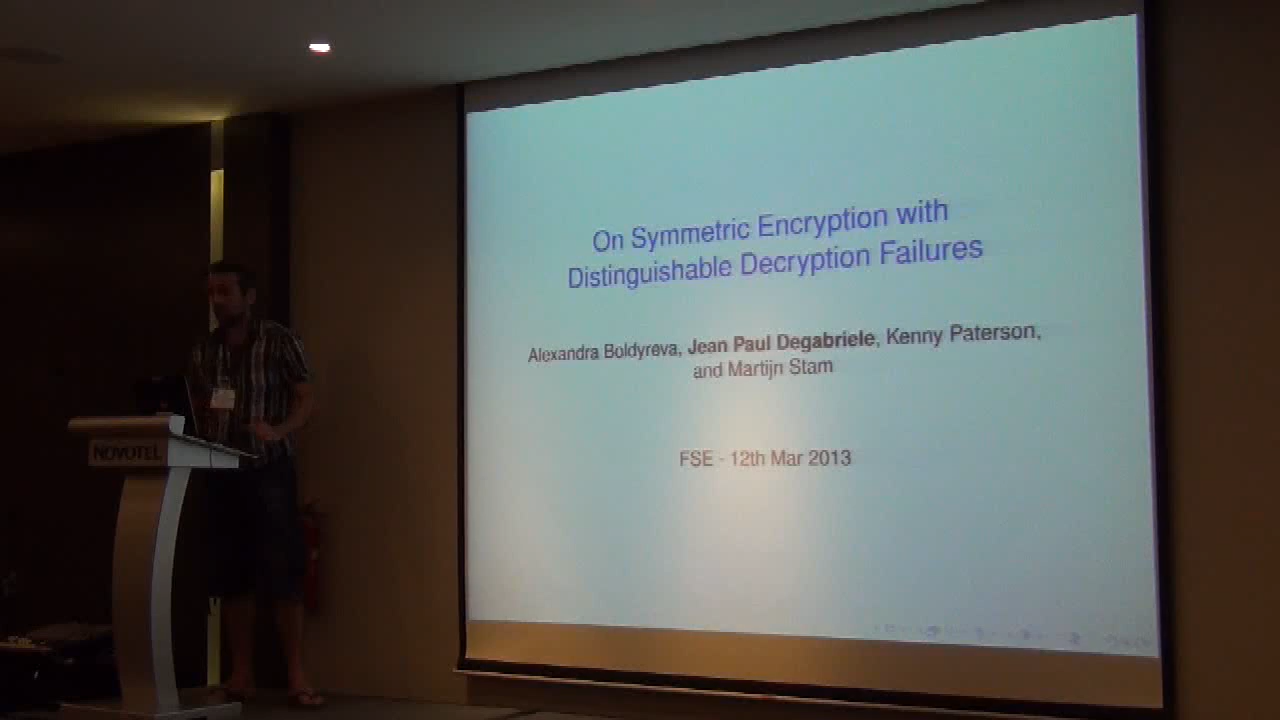 On Symmetric Encryption with
Distinguishable Decryption Failures
Alexandra Boldyreva, Jean Paul Degabriele, Kenny Paterson,
and Martijn Stam
FSE - 12th Mar 2013
NOVOTEL